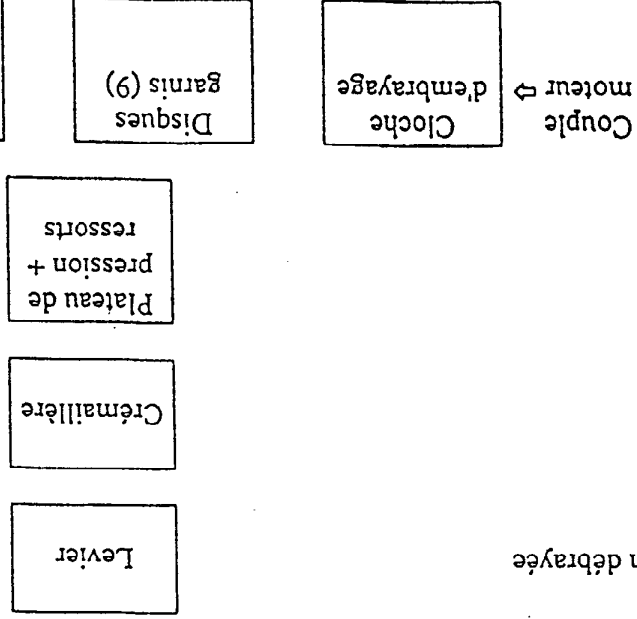 n débrayée
Levier
Crémaillère
Plateau de
pression +
ressorts
Couple
moteur ⇨
Cloche
d'embrayage
Disques
garnis (9)